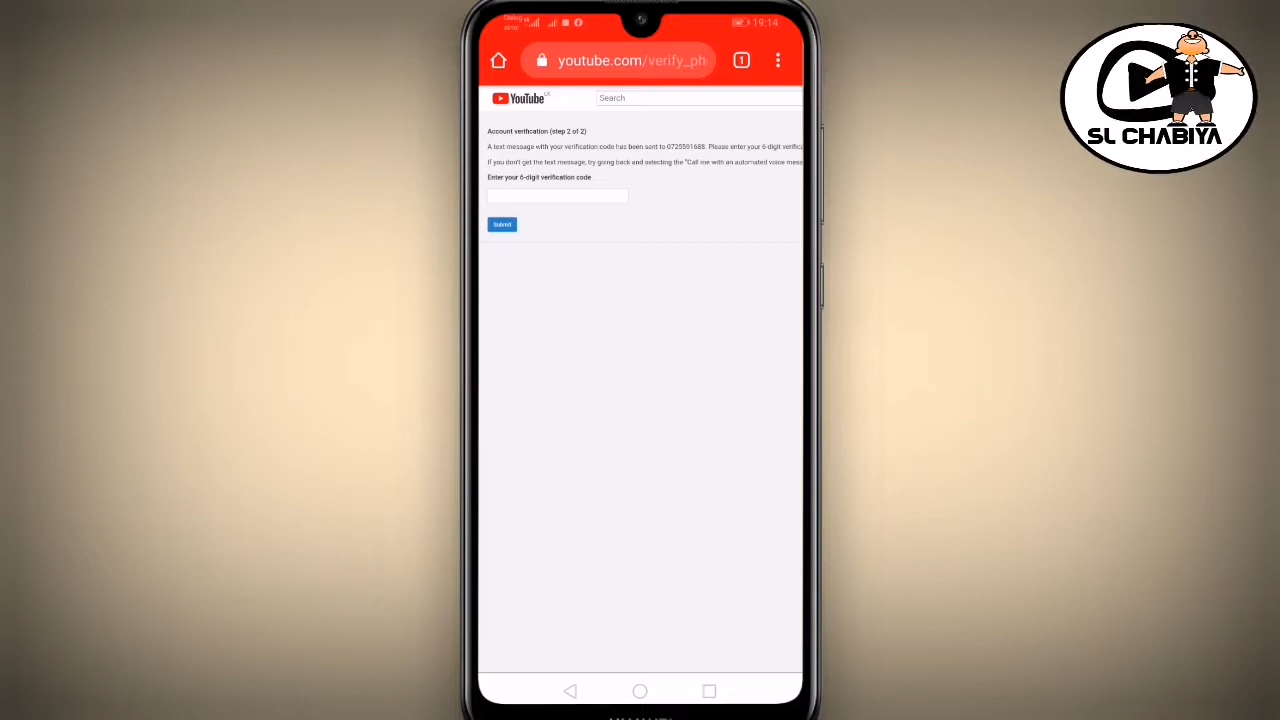 Dialog
19:14
youtube.com/verify_ph
1
YouTube LK
Search
SL CHABIYA
Account verification (step 2 of 2)
A text message with your verification code has been sent to 0725591688. Please enter your 6-digit verifica
If you don't get the text message, try going back and selecting the "Call me with an automated voice mess
Enter your 6-digit verification code
Submit